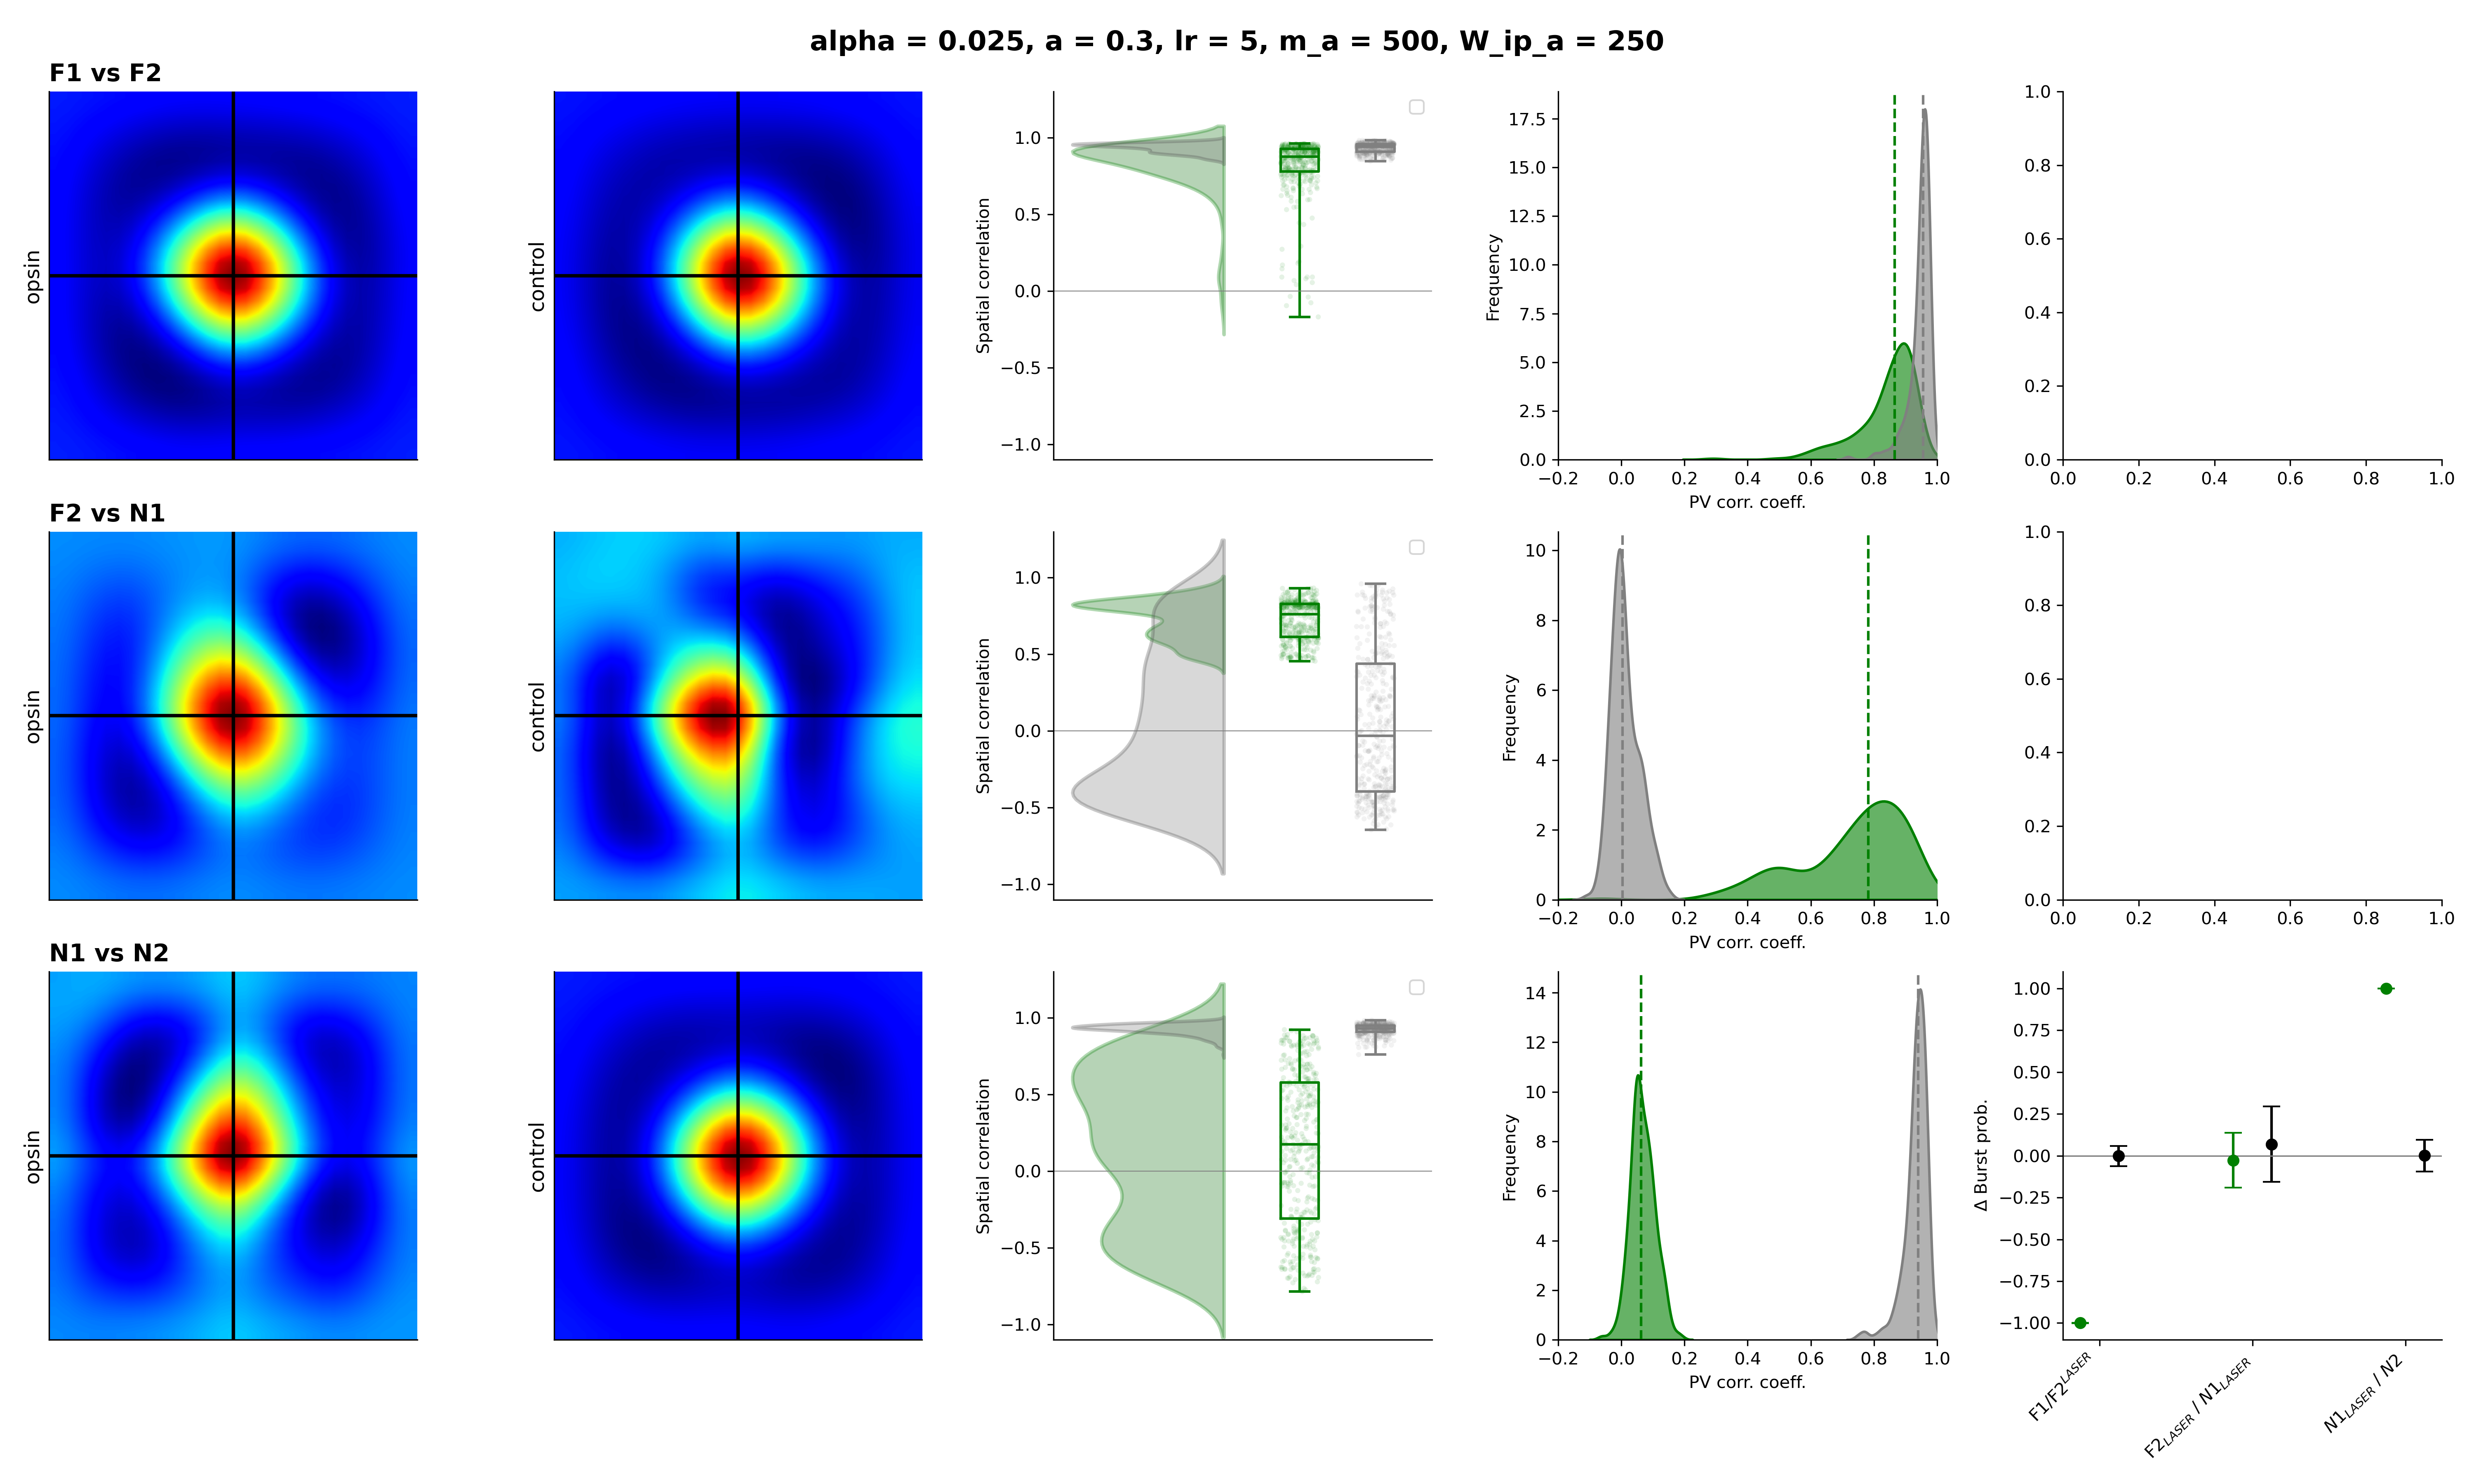 alpha = 0.025, a = 0.3, lr = 5, m_a = 500, W_ip_a = 250
F1 vs F2
opsin
control
Spatial correlation
1.0
0.5
0.0
−0.5
−1.0
Frequency
17.5
15.0
12.5
10.0
7.5
5.0
2.5
0.0
−0.2 0.0 0.2 0.4 0.6 0.8 1.0
PV corr. coeff.
1.0
0.8
0.6
0.4
0.2
0.0
0.0 0.2 0.4 0.6 0.8 1.0
F2 vs N1
opsin
control
Spatial correlation
1.0
0.5
0.0
−0.5
−1.0
Frequency
10
8
6
4
2
0
−0.2 0.0 0.2 0.4 0.6 0.8 1.0
PV corr. coeff.
1.0
0.8
0.6
0.4
0.2
0.0
0.0 0.2 0.4 0.6 0.8 1.0
N1 vs N2
opsin
control
Spatial correlation
1.0
0.5
0.0
−0.5
−1.0
Frequency
14
12
10
8
6
4
2
0
−0.2 0.0 0.2 0.4 0.6 0.8 1.0
PV corr. coeff.
Δ Burst prob.
1.00
0.75
0.50
0.25
0.00
−0.25
−0.50
−0.75
−1.00
F1/F2^LASER
F2_LASER / N1_LASER
N1_LASER / N2